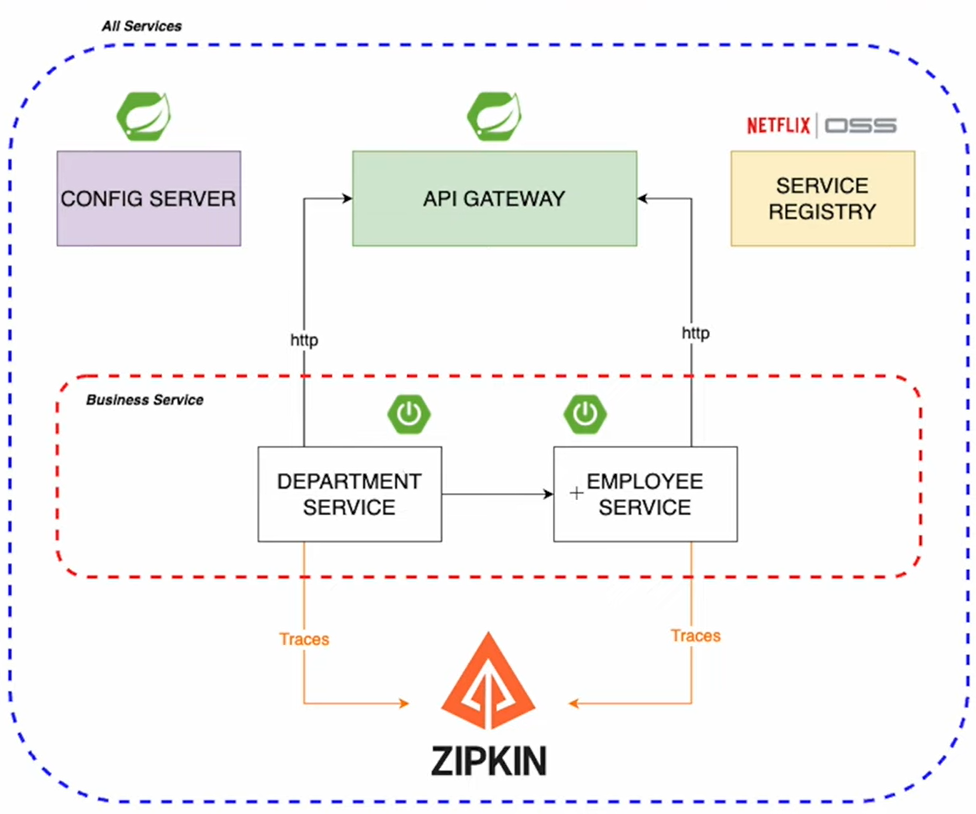 All Services
NETFLIX OSS
CONFIG SERVER
API GATEWAY
SERVICE
REGISTRY
http
http
Business Service
DEPARTMENT
SERVICE
EMPLOYEE
SERVICE
Traces
Traces
ZIPKIN